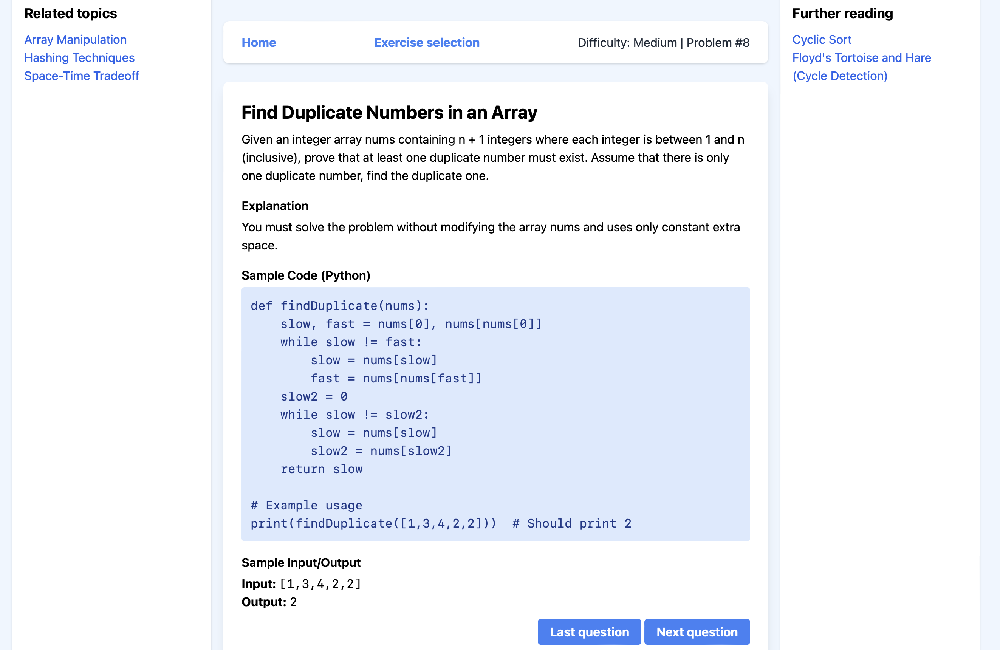 Related topics
Array Manipulation
Hashing Techniques
Space-Time Tradeoff
Home
Exercise selection
Difficulty: Medium | Problem #8
Find Duplicate Numbers in an Array
Given an integer array nums containing n + 1 integers where each integer is between 1 and n
(inclusive), prove that at least one duplicate number must exist. Assume that there is only
one duplicate number, find the duplicate one.
Explanation
You must solve the problem without modifying the array nums and uses only constant extra
space.
Sample Code (Python)
def findDuplicate(nums):
    slow, fast = nums[0], nums[nums[0]]
    while slow != fast:
        slow = nums[slow]
        fast = nums[nums[fast]]
    slow2 = 0
    while slow != slow2:
        slow = nums[slow]
        slow2 = nums[slow2]
    return slow
# Example usage
print(findDuplicate([1,3,4,2,2]))  # Should print 2
Sample Input/Output
Input: [1,3,4,2,2]
Output: 2
Last question
Next question
Further reading
Cyclic Sort
Floyd's Tortoise and Hare
(Cycle Detection)